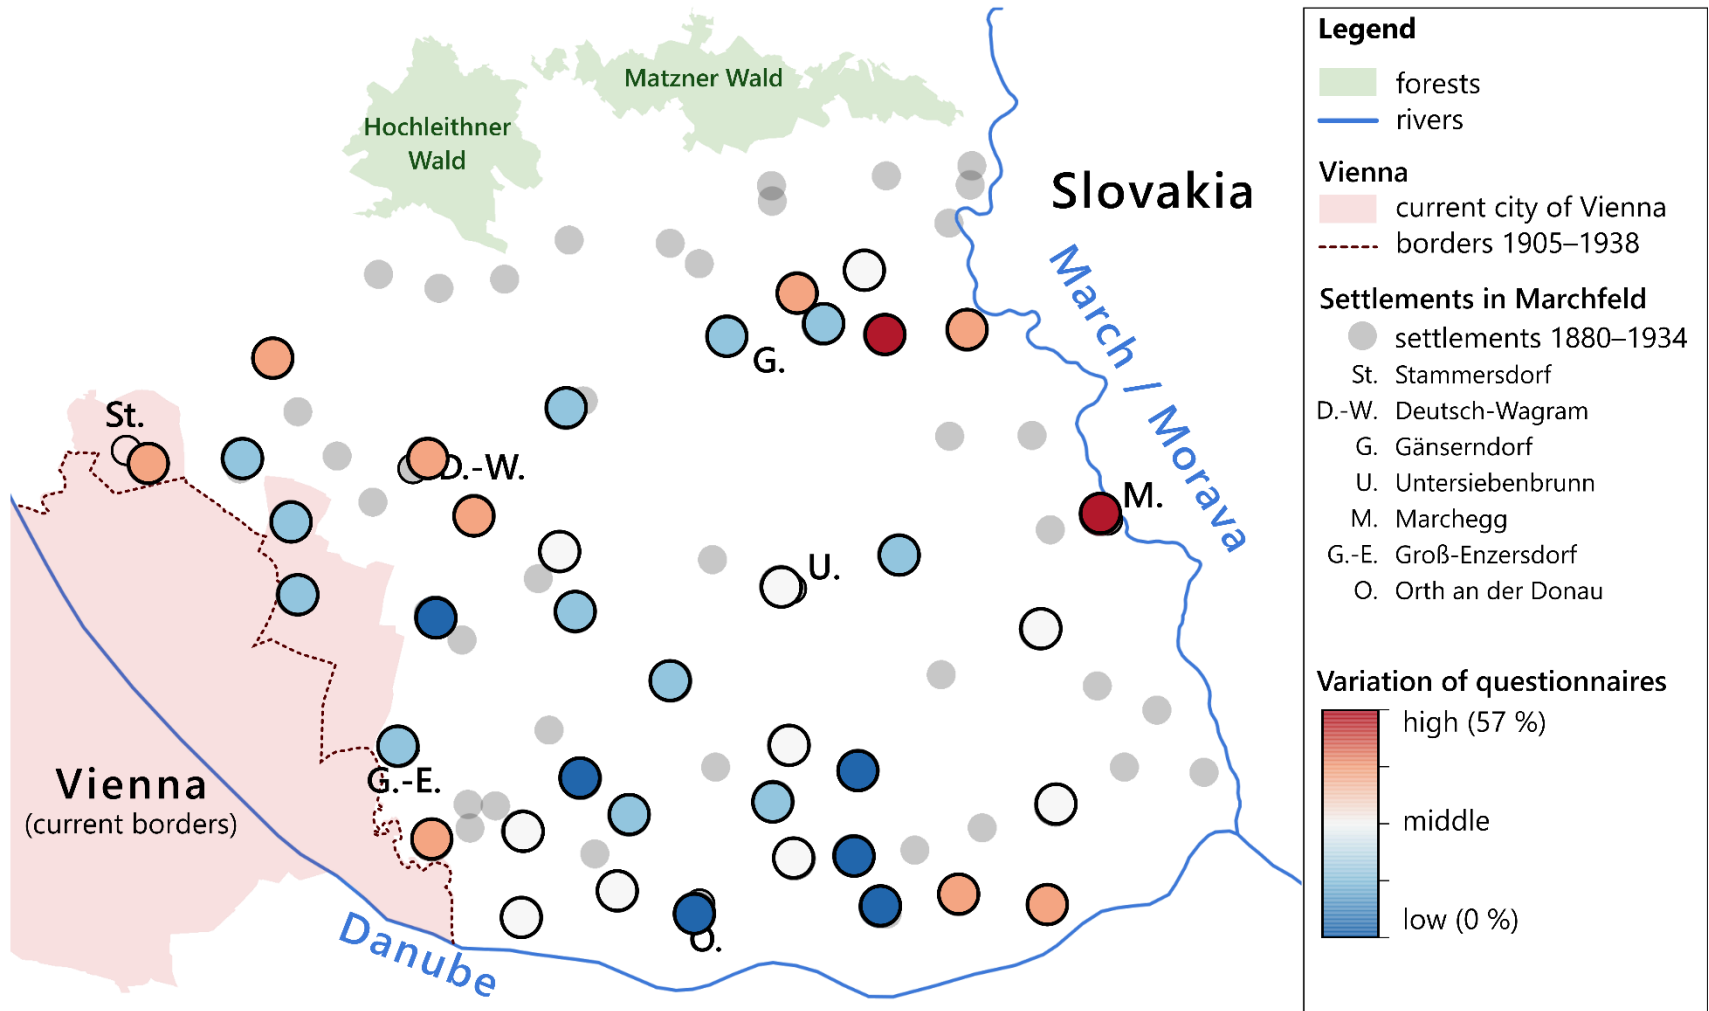 Matzner Wald
Hochleithner
Wald
Slovakia
March / Morava
G.
St.
D.-W.
M.
U.
G.-E.
Vienna
(current borders)
O.
Danube
Legend
forests
rivers
Vienna
current city of Vienna
borders 1905–1938
Settlements in Marchfeld
settlements 1880–1934
St. Stammersdorf
D.-W. Deutsch-Wagram
G. Gänserndorf
U. Untersiebenbrunn
M. Marchegg
G.-E. Groß-Enzersdorf
O. Orth an der Donau
Variation of questionnaires
high (57 %)
middle
low (0 %)